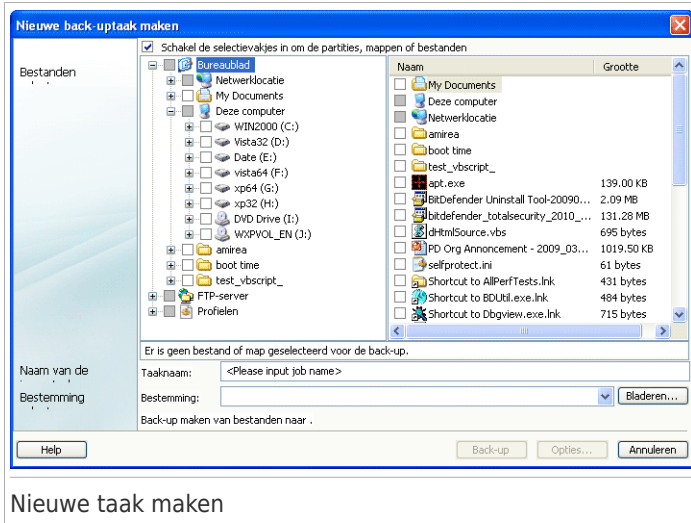 Nieuwe back-uptaak maken
Schakel de selectievakjes in om de partities, mappen of bestanden
Bestanden
Bureaublad
Netwerklocatie
My Documents
Deze computer
WIN2000 (C:)
Vista32 (D:)
Date (E:)
vista64 (F:)
xp64 (G:)
xp32 (H:)
DVD Drive (I:)
WXPVOL_EN (J:)
amirea
boot time
test_vbscript_
FTP-server
Profielen
Naam Grootte
My Documents
Deze computer
Netwerklocatie
amirea
boot time
test_vbscript_
apt.exe 139.00 KB
BitDefender Uninstall Tool-20090... 2.09 MB
bitdefender_totalsecurity_2010_... 131.28 MB
dHtmlSource.vbs 695 bytes
PD Org Annoncement - 2009_03... 1019.50 KB
selfprotect.ini 61 bytes
Shortcut to AllPerfTests.lnk 431 bytes
Shortcut to BDUtil.exe.lnk 484 bytes
Shortcut to Dbgview.exe.lnk 715 bytes
Er is geen bestand of map geselecteerd voor de back-up.
Naam van de
Taaknaam: <Please input job name>
Bestemming
Bestemming: Bladeren...
Back-up maken van bestanden naar .
Help Back-up Opties... Annuleren
Nieuwe taak maken